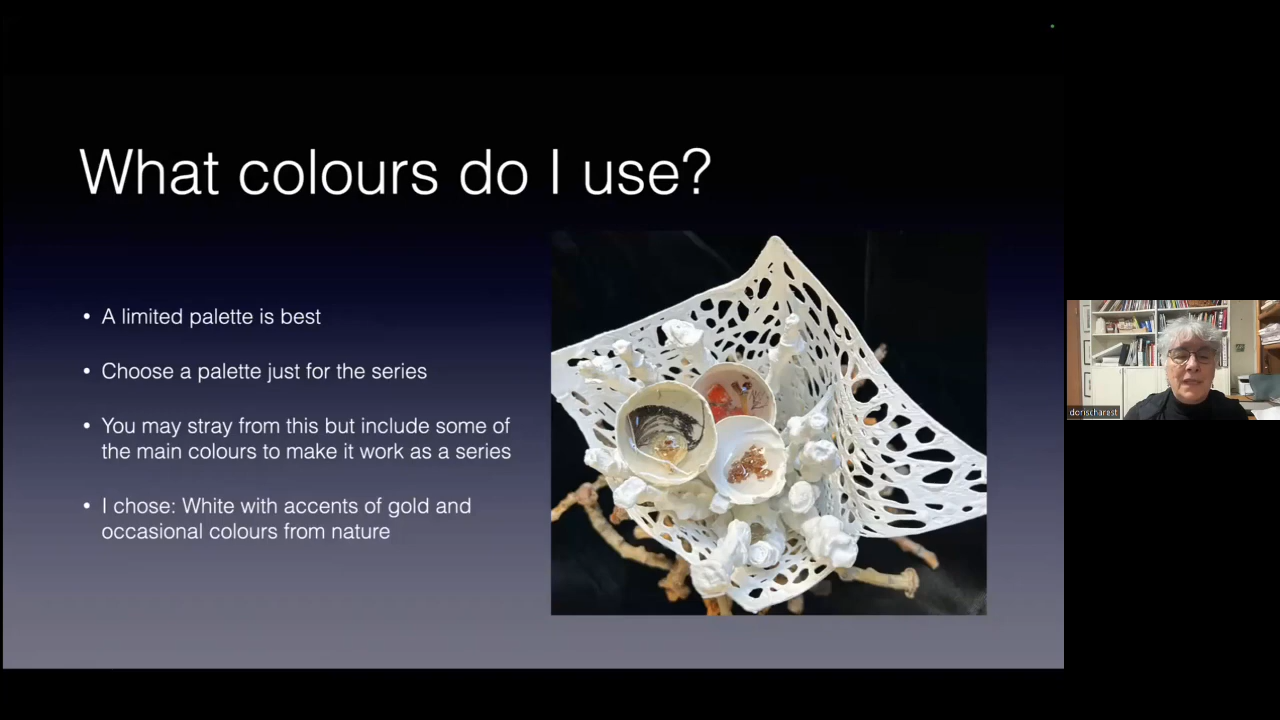 What colours do I use?
• A limited palette is best
• Choose a palette just for the series
• You may stray from this but include some of
the main colours to make it work as a series
• I chose: White with accents of gold and
occasional colours from nature
dorischarest